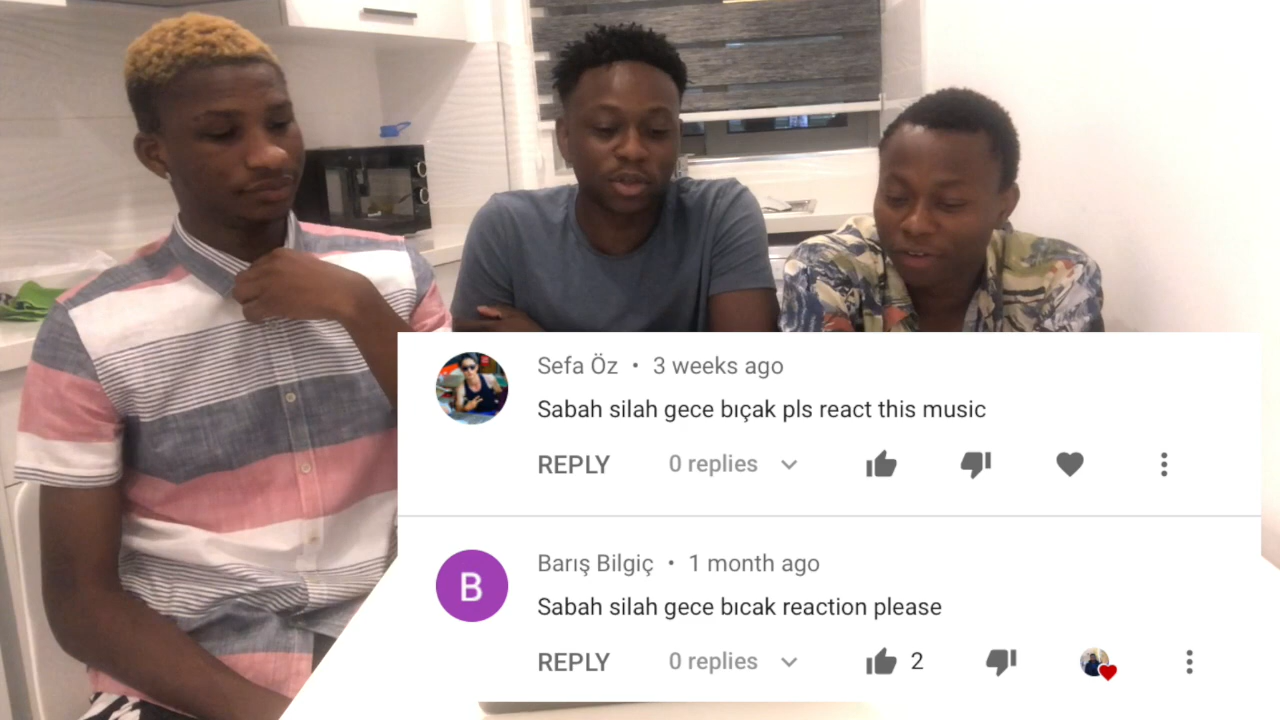 Sefa Öz • 3 weeks ago
Sabah silah gece bıçak pls react this music
REPLY 0 replies
B
Barış Bilgiç • 1 month ago
Sabah silah gece bıcak reaction please
REPLY 0 replies 2